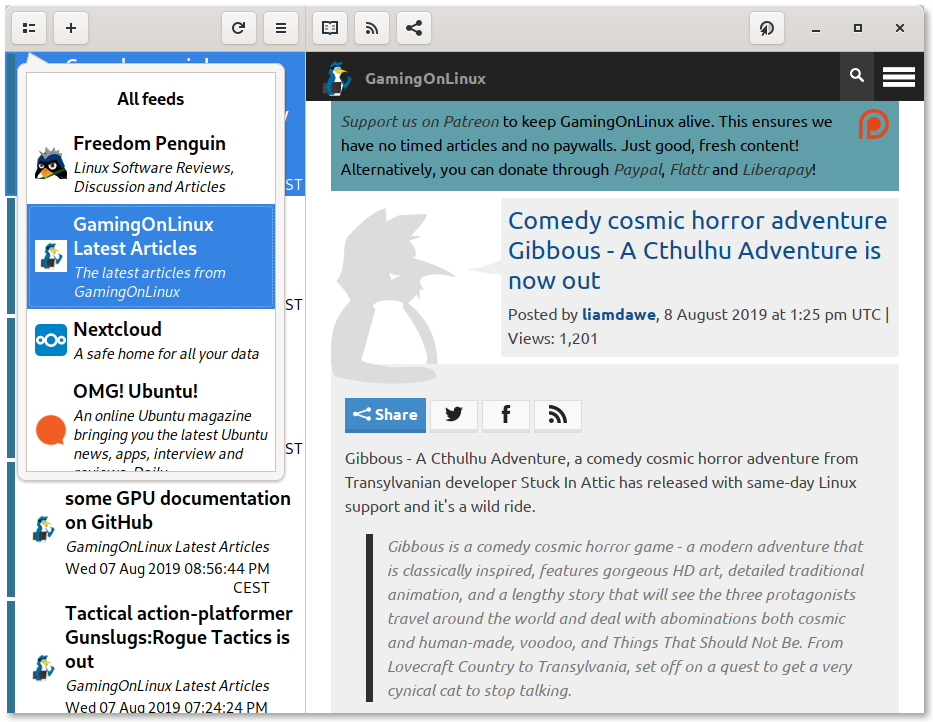 All feeds
Freedom Penguin
Linux Software Reviews,
Discussion and Articles
GamingOnLinux
Latest Articles
The latest articles from
GamingOnLinux
Nextcloud
A safe home for all your data
OMG! Ubuntu!
An online Ubuntu magazine
bringing you the latest Ubuntu
news, apps, interview and
reviews. Daily.
ST
ST
ST
some GPU documentation
on GitHub
GamingOnLinux Latest Articles
Wed 07 Aug 2019 08:56:44 PM
CEST
Tactical action-platformer
Gunslugs:Rogue Tactics is
out
GamingOnLinux Latest Articles
Wed 07 Aug 2019 07:24:24 PM
GamingOnLinux
Support us on Patreon to keep GamingOnLinux alive. This ensures we
have no timed articles and no paywalls. Just good, fresh content!
Alternatively, you can donate through Paypal, Flattr and Liberapay!
Comedy cosmic horror adventure
Gibbous - A Cthulhu Adventure is
now out
Posted by liamdawe, 8 August 2019 at 1:25 pm UTC |
Views: 1,201
Share
Gibbous - A Cthulhu Adventure, a comedy cosmic horror adventure from
Transylvanian developer Stuck In Attic has released with same-day Linux
support and it's a wild ride.
Gibbous is a comedy cosmic horror game - a modern adventure that
is classically inspired, features gorgeous HD art, detailed traditional
animation, and a lengthy story that will see the three protagonists
travel around the world and deal with abominations both cosmic
and human-made, voodoo, and Things That Should Not Be. From
Lovecraft Country to Transylvania, set off on a quest to get a very
cynical cat to stop talking.